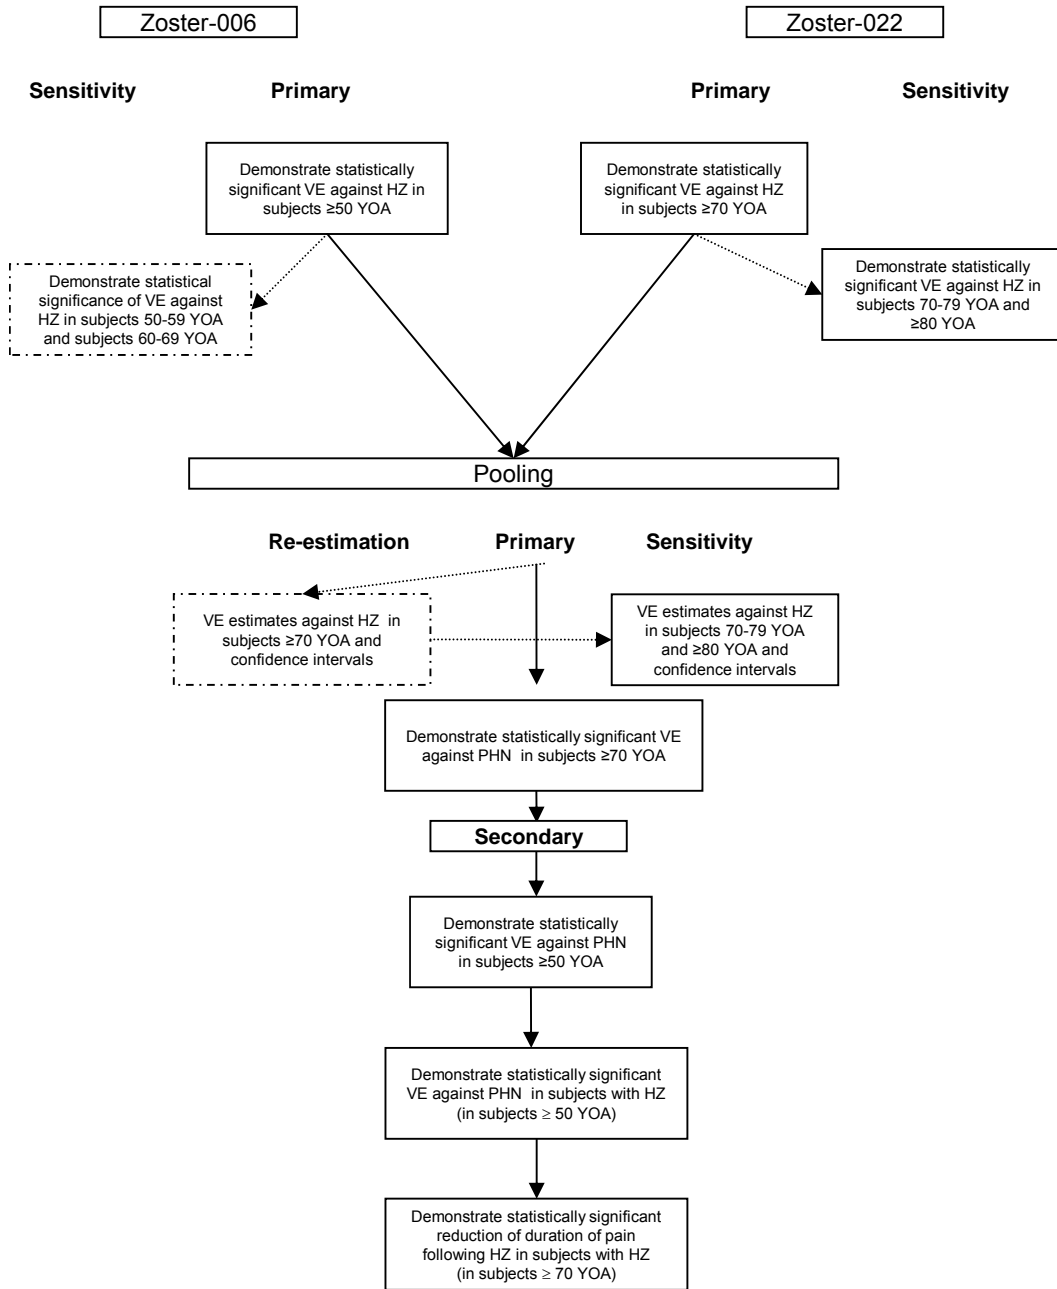 Zoster-006
Zoster-022
Sensitivity
Primary
Primary
Sensitivity
Demonstrate statistically
significant VE against HZ in
subjects ≥50 YOA
Demonstrate statistically
significant VE against HZ
in subjects ≥70 YOA
Demonstrate statistical
significance of VE against
HZ in subjects 50-59 YOA
and subjects 60-69 YOA
Demonstrate statistically
significant VE against HZ in
subjects 70-79 YOA and
≥80 YOA
Pooling
Re-estimation
Primary
Sensitivity
VE estimates against HZ in
subjects ≥70 YOA and
confidence intervals
VE estimates against HZ
in subjects 70-79 YOA
and ≥80 YOA and
confidence intervals
Demonstrate statistically significant VE
against PHN in subjects ≥70 YOA
Secondary
Demonstrate statistically
significant VE against PHN
in subjects ≥50 YOA
Demonstrate statistically significant
VE against PHN in subjects with HZ
(in subjects ≥ 50 YOA)
Demonstrate statistically significant
reduction of duration of pain
following HZ in subjects with HZ
(in subjects ≥ 70 YOA)